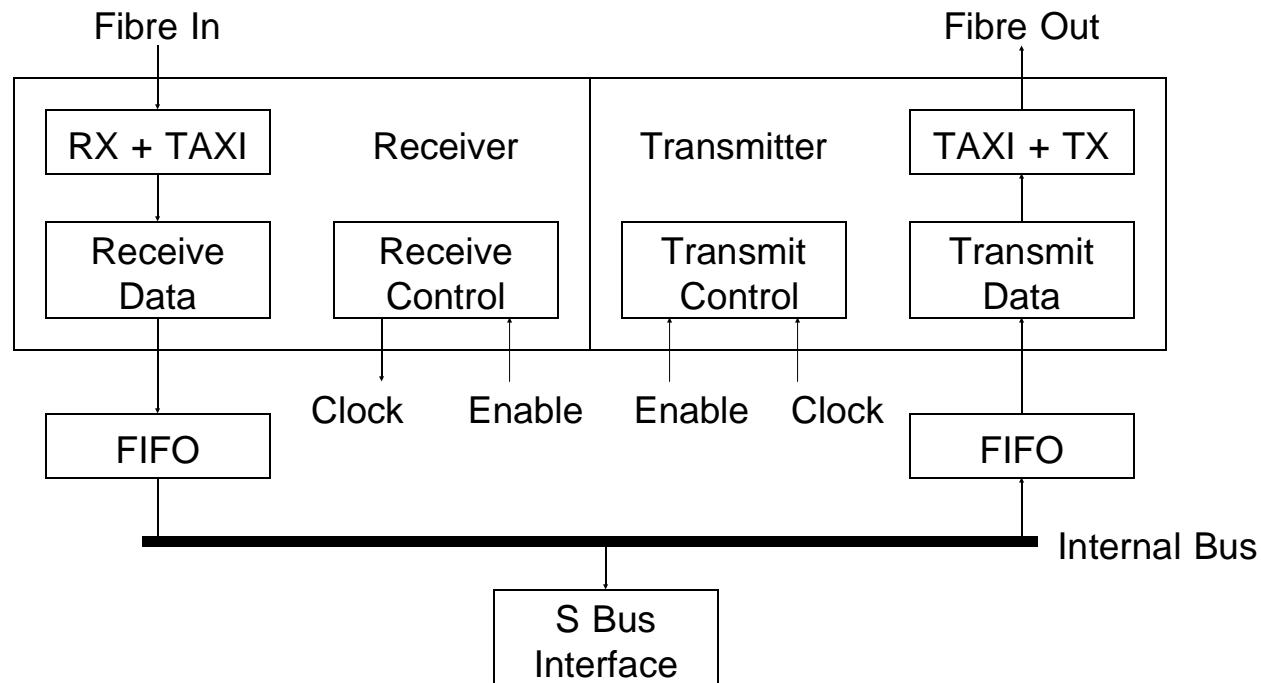 Fibre In
Fibre Out
RX + TAXI
Receiver
Transmitter
TAXI + TX
Receive
Data
Receive
Control
Transmit
Control
Transmit
Data
Clock
Enable
Enable
Clock
FIFO
FIFO
Internal Bus
S Bus
Interface